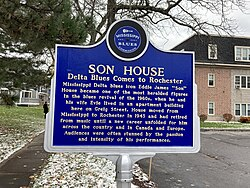 MISSISSIPPI
BLUES
SON HOUSE
Delta Blues Comes to Rochester
Mississippi Delta blues icon Eddie James "Son"
House became one of the most heralded figures
in the blues revival of the 1960s, when he and
his wife Evie lived in an apartment building
here on Greig Street. House moved from
Mississippi to Rochester in 1943 and had retired
from music until a new career unfolded for him
across the country and in Canada and Europe.
Audiences were often stunned by the passion
and intensity of his performances.